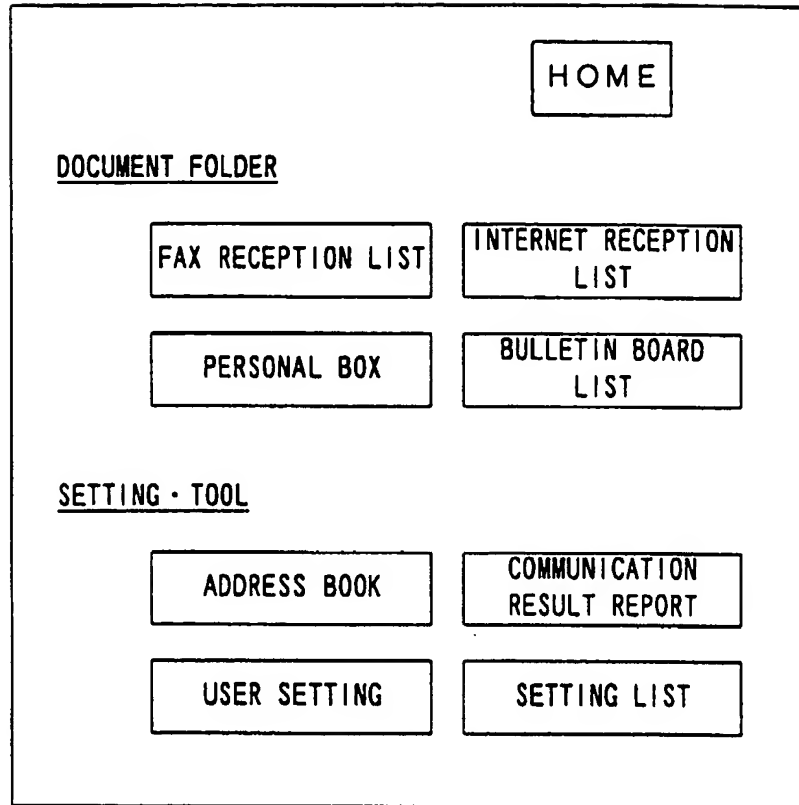 HOME
DOCUMENT FOLDER
FAX RECEPTION LIST
INTERNET RECEPTION
LIST
PERSONAL BOX
BULLETIN BOARD
LIST
SETTING・TOOL
ADDRESS BOOK
COMMUNICATION
RESULT REPORT
USER SETTING
SETTING LIST